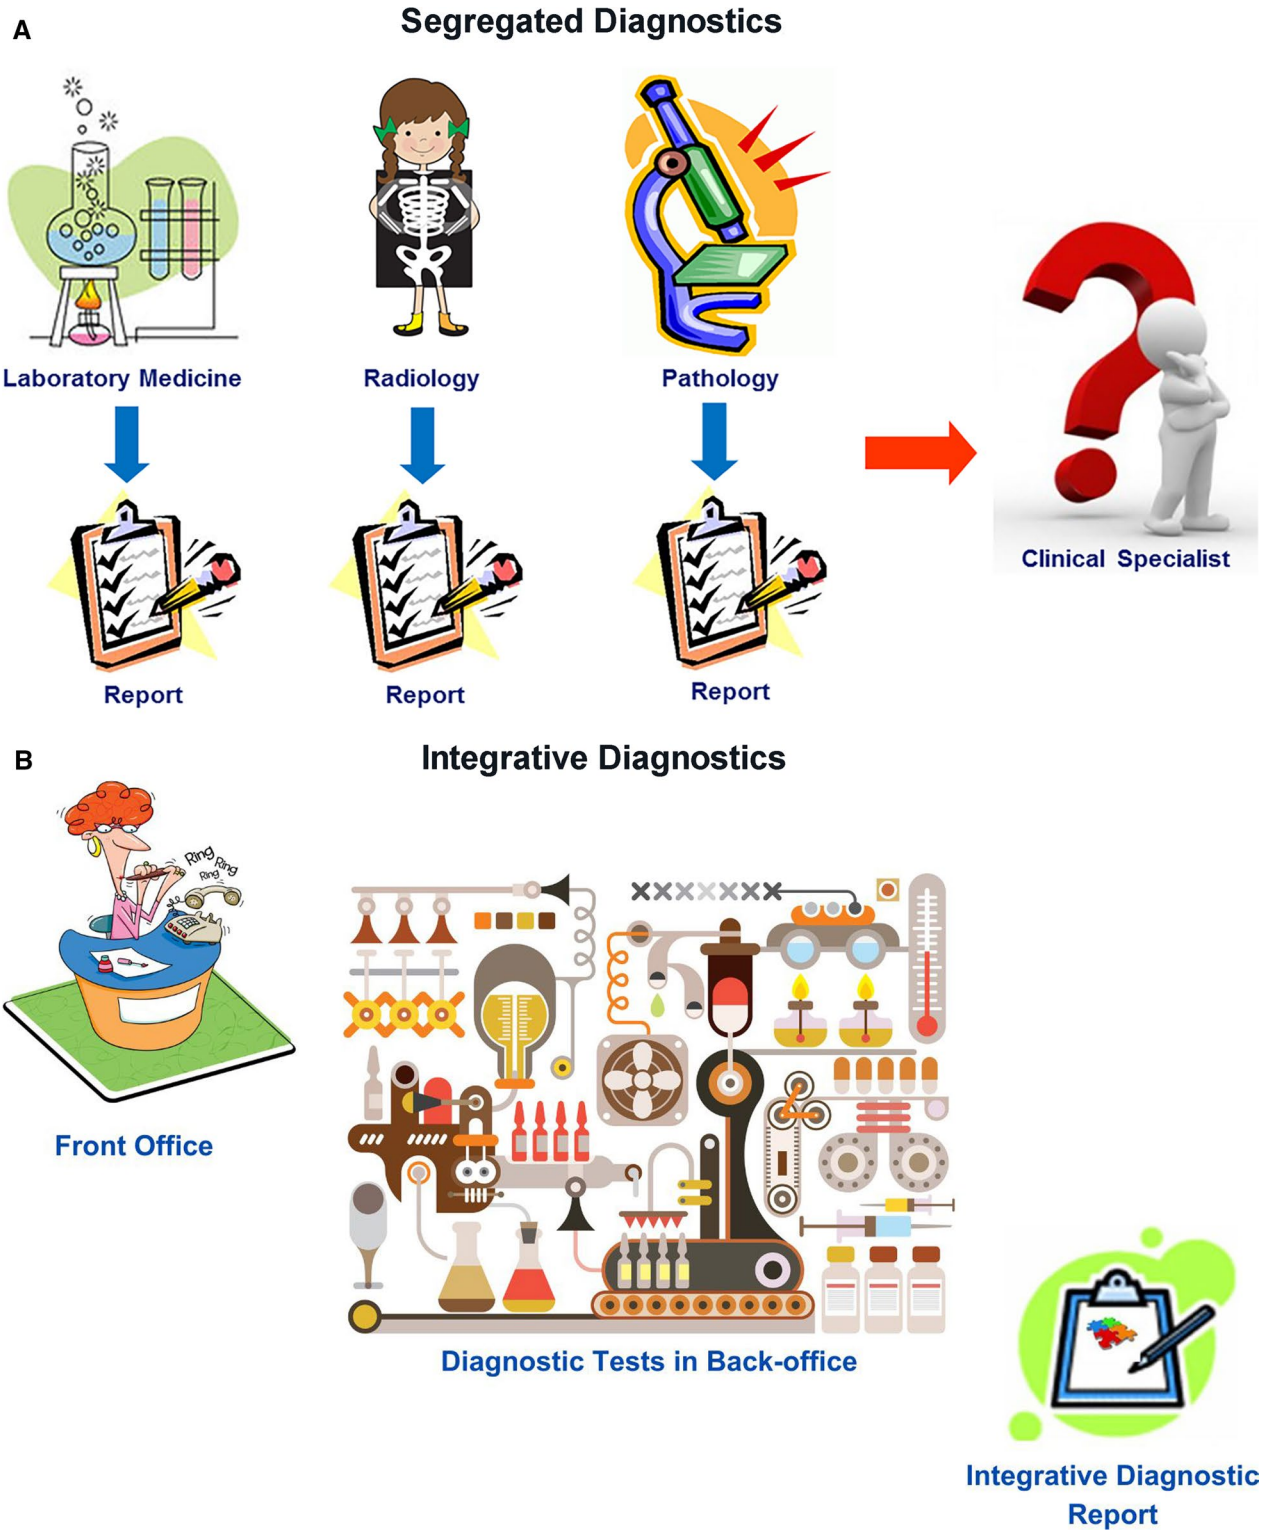 A
Segregated Diagnostics
Laboratory Medicine
Radiology
Pathology
Report
Report
Report
Clinical Specialist
B
Integrative Diagnostics
Ring
Ring
Ring
Front Office
Diagnostic Tests in Back-office
Integrative Diagnostic
Report